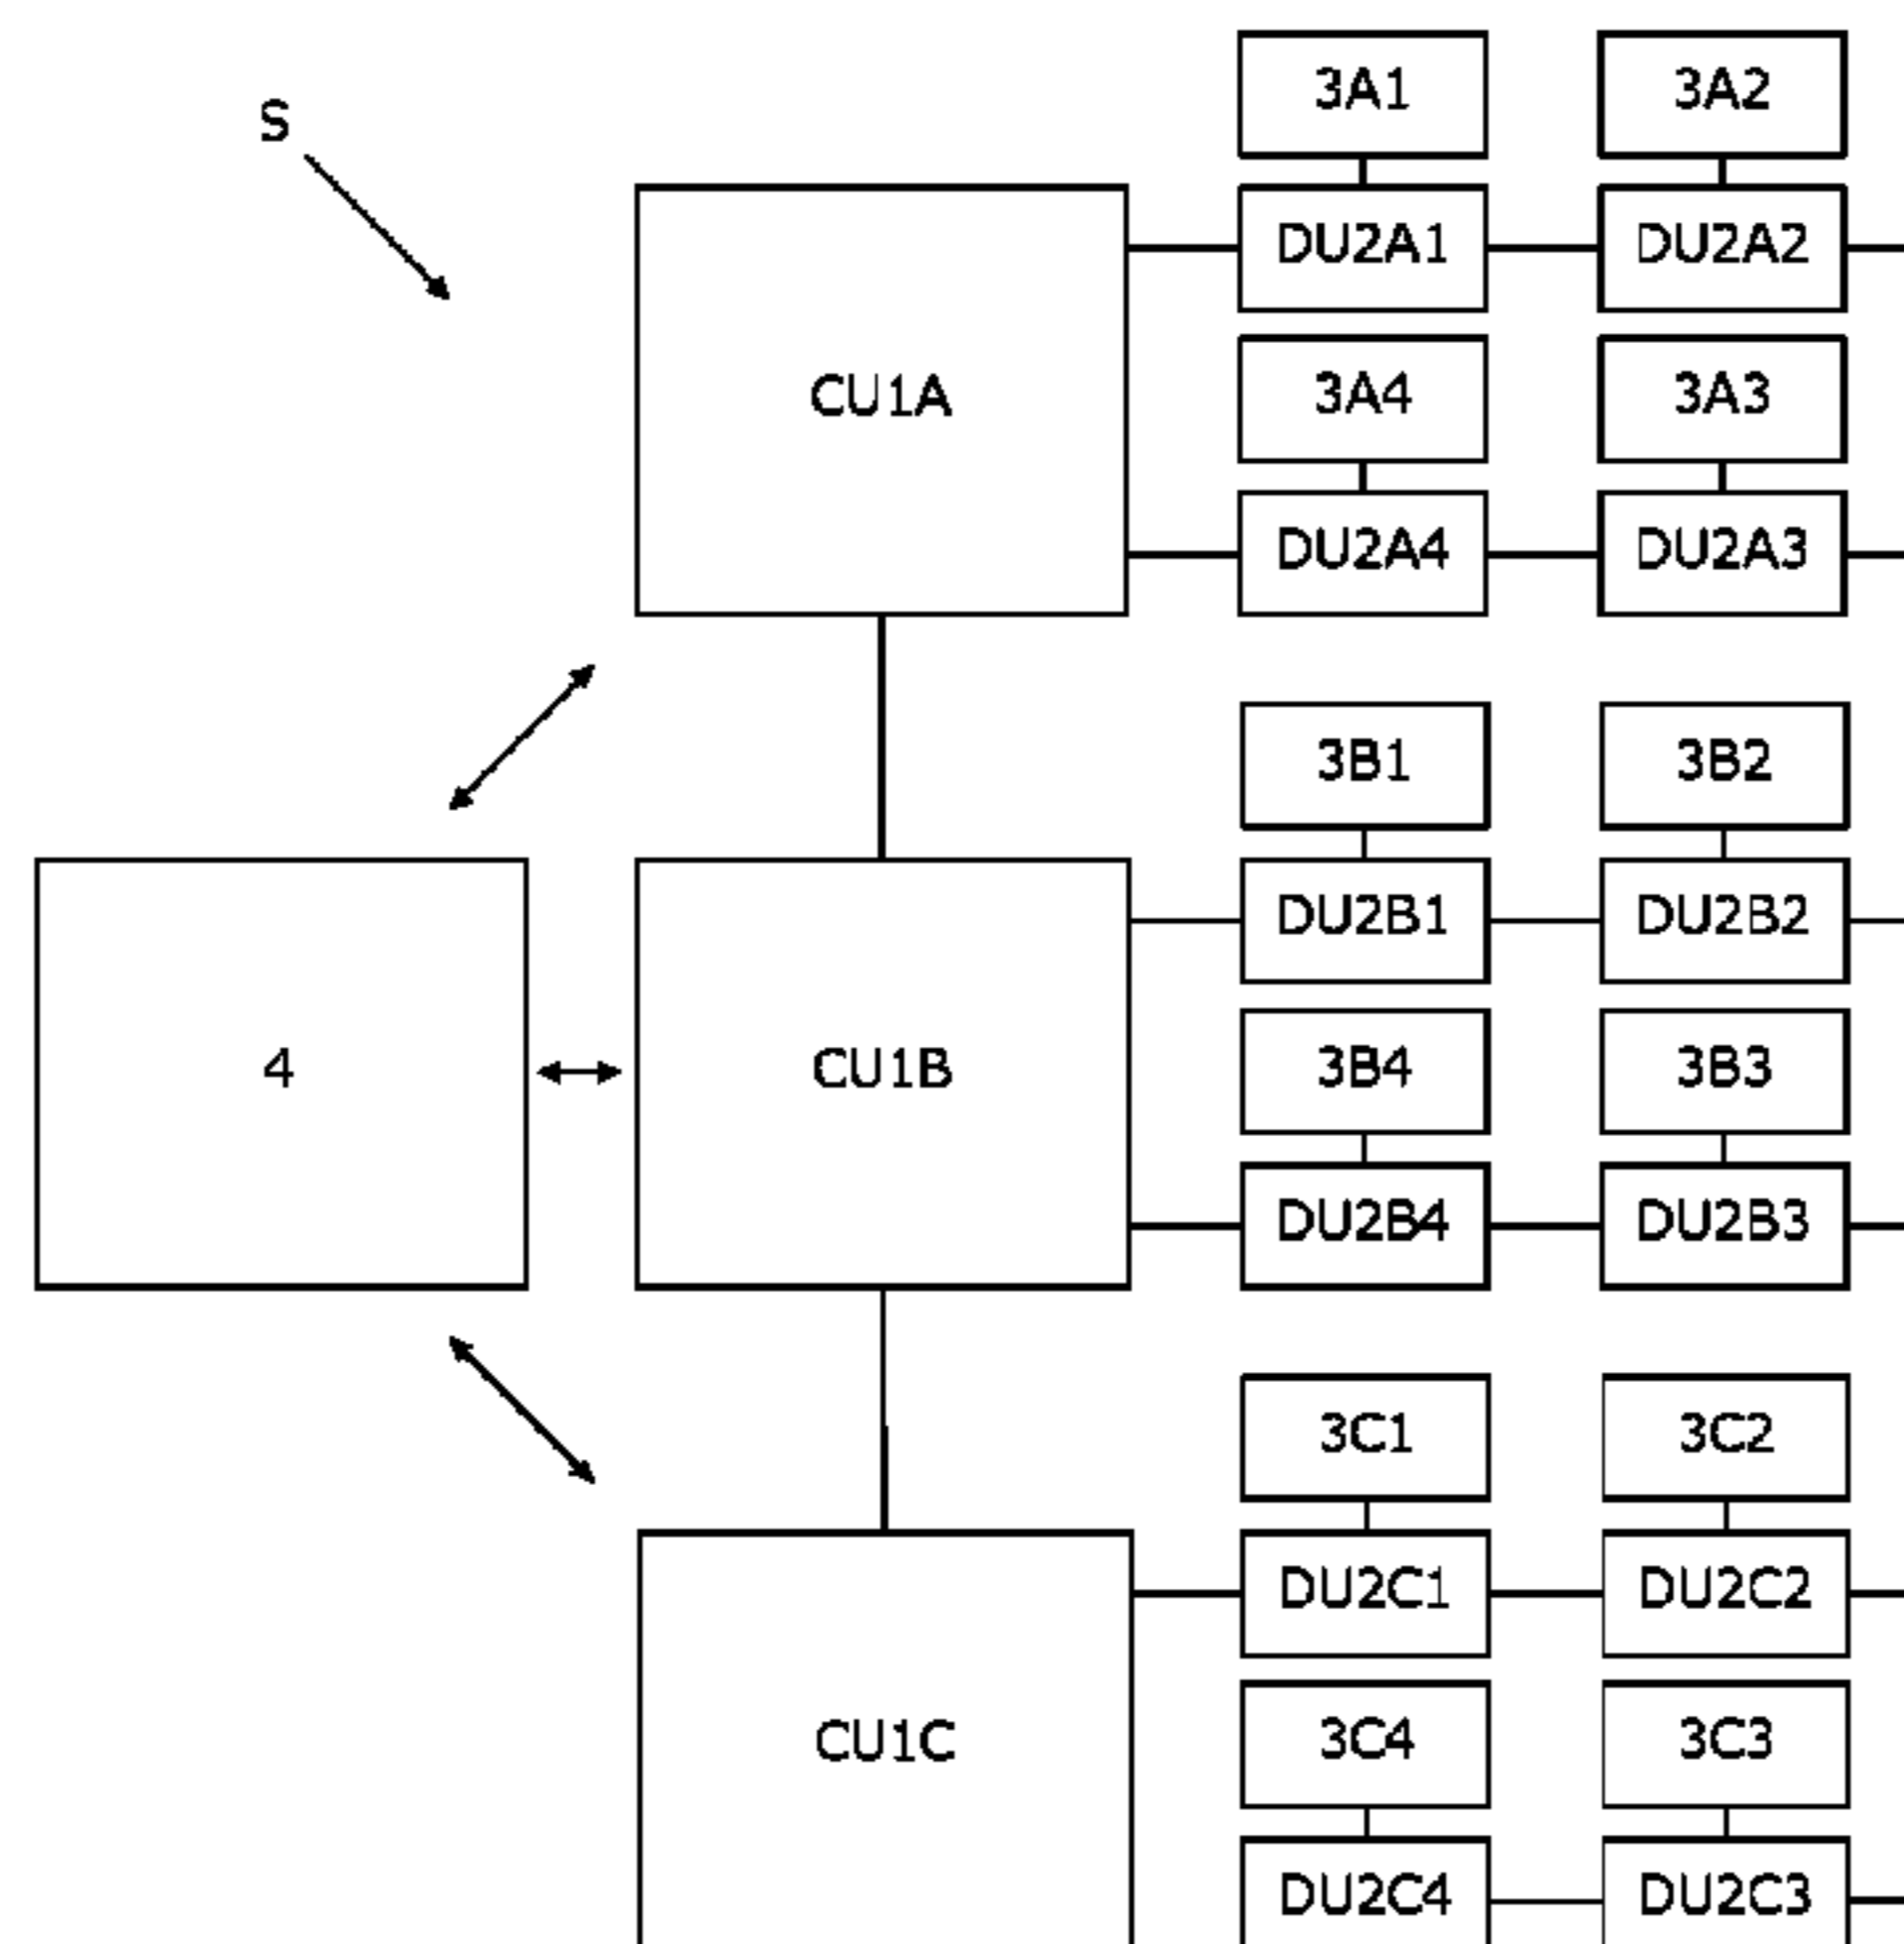 3A1 3A2
S
DU2A1 DU2A2
CU1A 3A4 3A3
DU2A4 DU2A3
3B1 3B2
DU2B1 DU2B2
4 CU1B 3B4 3B3
DU2B4 DU2B3
3C1 3C2
DU2C1 DU2C2
CU1C 3C4 3C3
DU2C4 DU2C3